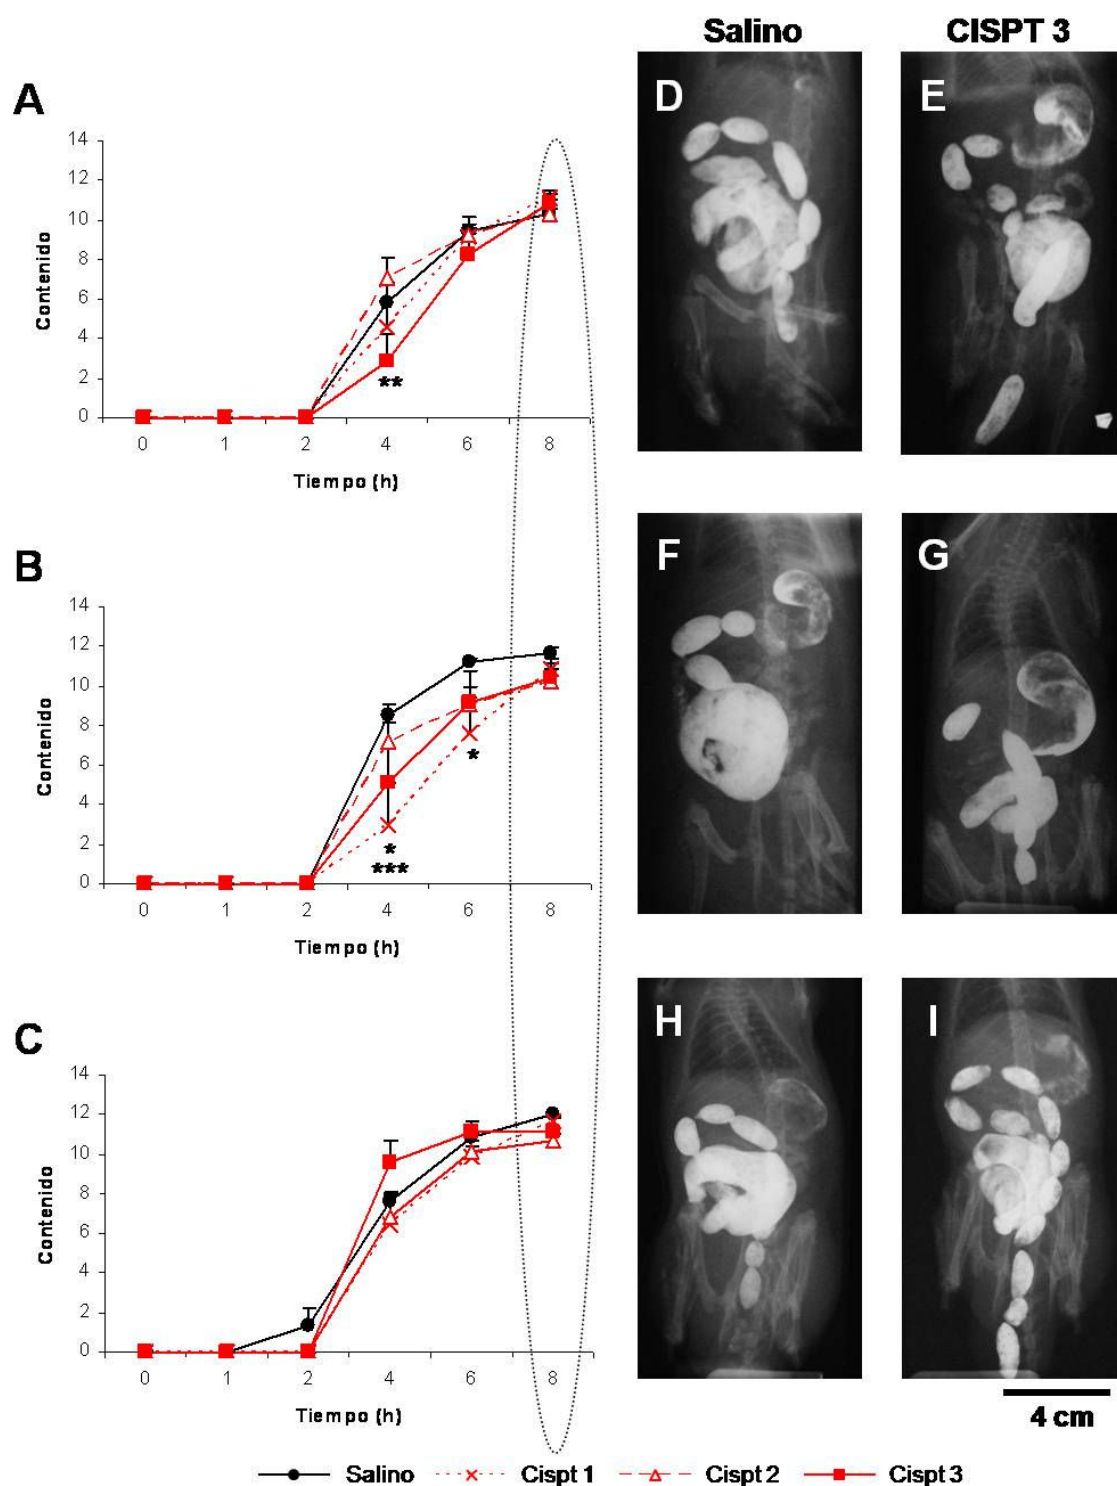 Salino CISPT 3
A
14
12
10
8
6
4
2
0
Contenido
0 1 2 4 6 8
Tiempo (h)
**
D E
B
14
12
10
8
6
4
2
0
Contenido
0 1 2 4 6 8
Tiempo (h)
*
*
***
F G
C
14
12
10
8
6
4
2
0
Contenido
0 1 2 4 6 8
Tiempo (h)
H I
4 cm
Salino Cispt 1 Cispt 2 Cispt 3